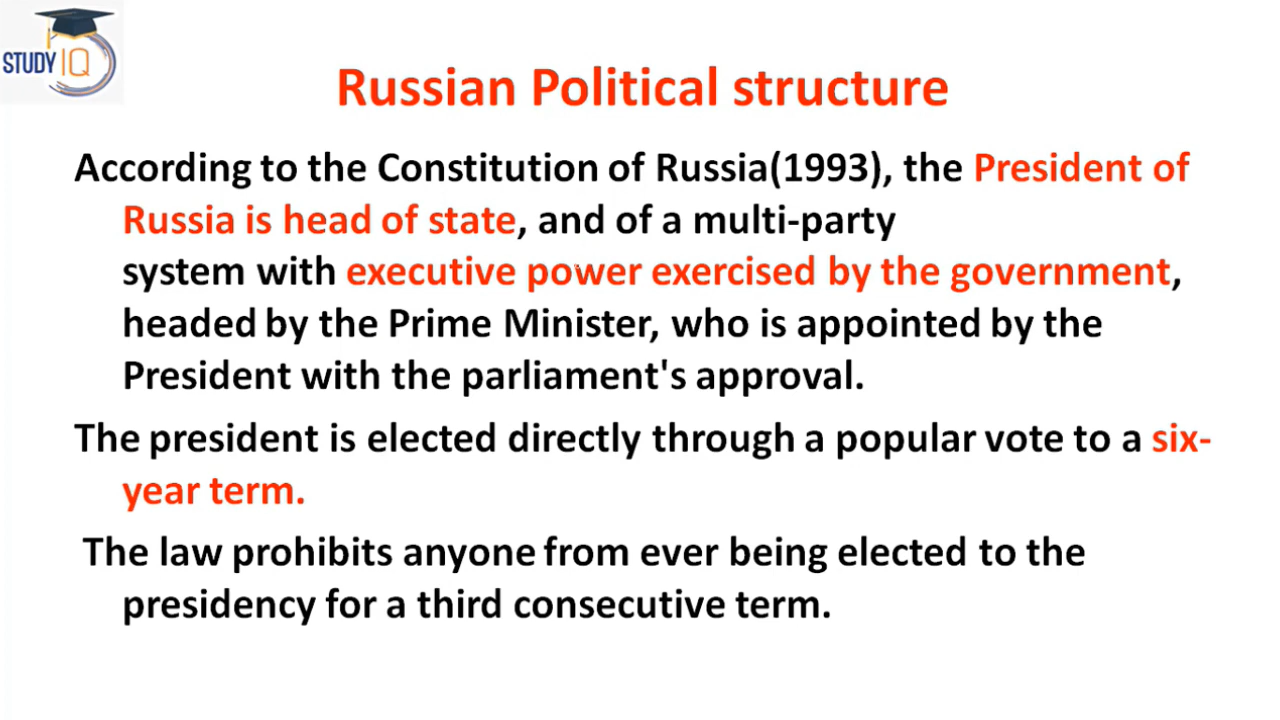 STUDY IQ
Russian Political structure
According to the Constitution of Russia(1993), the President of
Russia is head of state, and of a multi-party
system with executive power exercised by the government,
headed by the Prime Minister, who is appointed by the
President with the parliament's approval.
The president is elected directly through a popular vote to a six-
year term.
The law prohibits anyone from ever being elected to the
presidency for a third consecutive term.